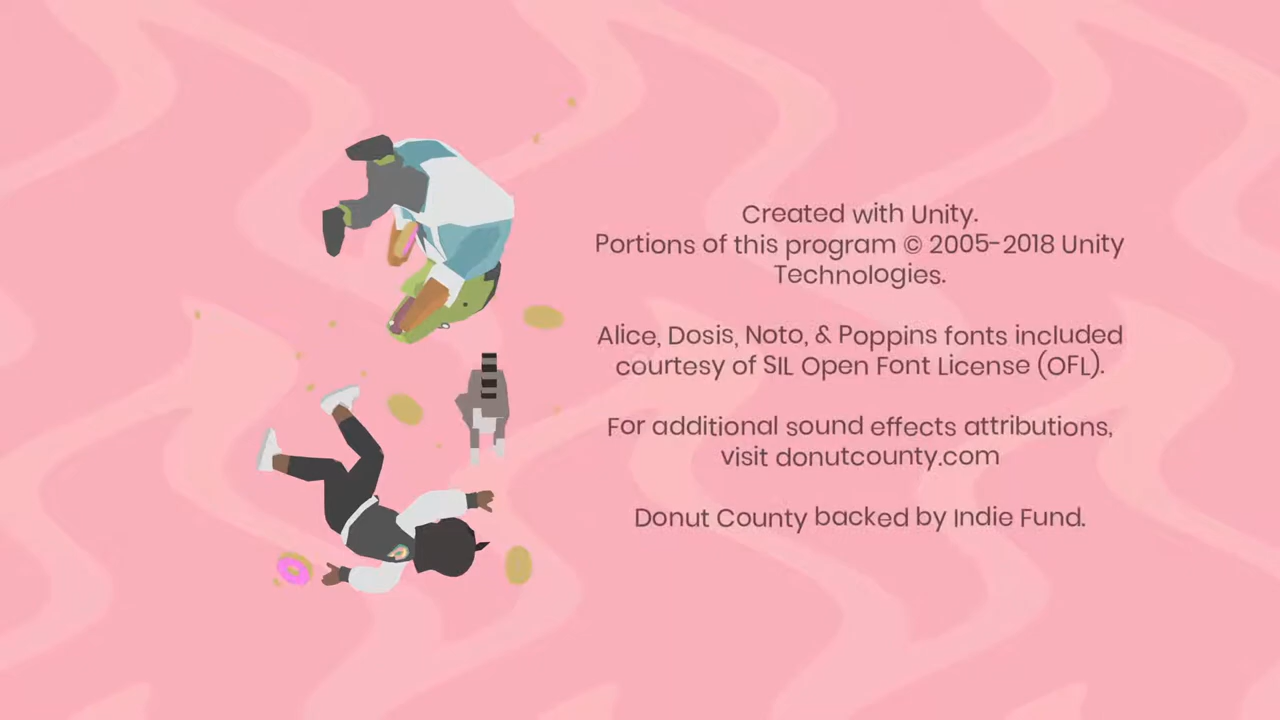 Created with Unity.
Portions of this program © 2005-2018 Unity
Technologies.
Alice, Dosis, Noto, & Poppins fonts included
courtesy of SIL Open Font License (OFL).
For additional sound effects attributions,
visit donutcounty.com
Donut County backed by Indie Fund.